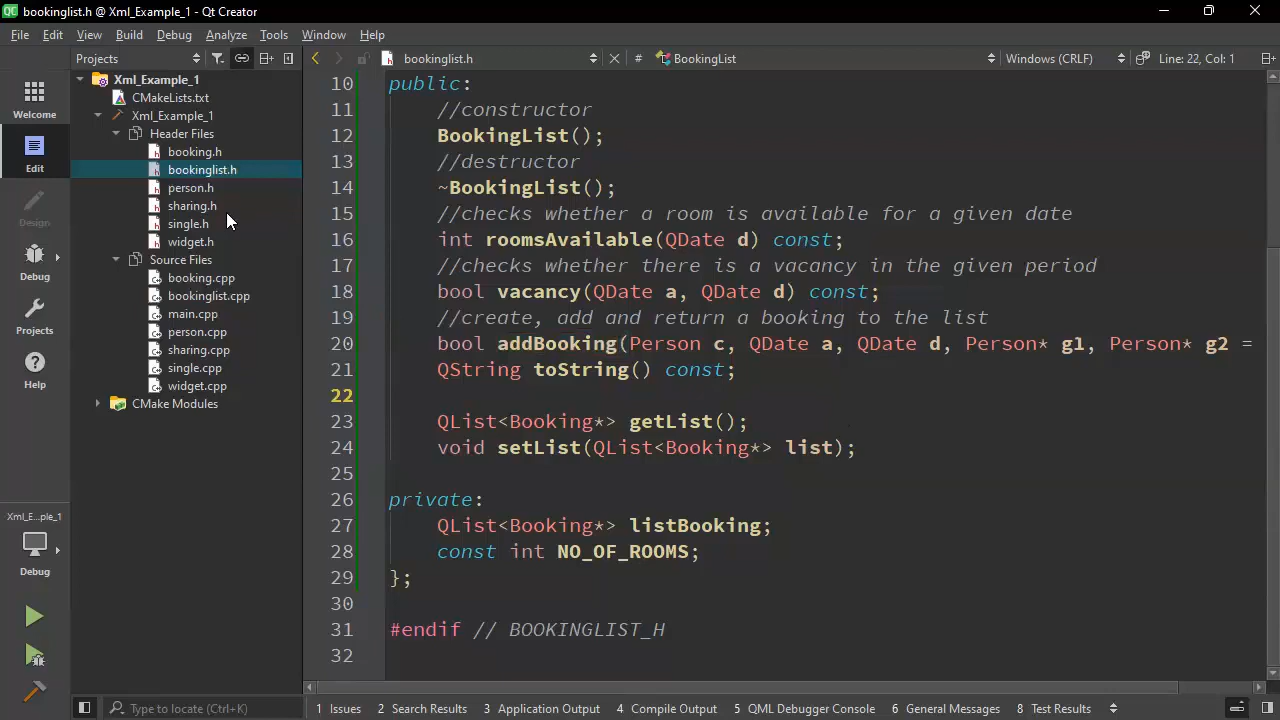 QC bookinglist.h @ Xml_Example_1 - Qt Creator
File Edit View Build Debug Analyze Tools Window Help
Projects
bookinglist.h # BookingList Windows (CRLF) Line: 22, Col: 1
Xml_Example_1
CMakeLists.txt
Xml_Example_1
Header Files
booking.h
bookinglist.h
person.h
sharing.h
single.h
widget.h
Source Files
booking.cpp
bookinglist.cpp
main.cpp
person.cpp
sharing.cpp
single.cpp
widget.cpp
CMake Modules
Welcome
Edit
Design
Debug
Projects
Help
Xml_E...ple_1
Debug
10 public:
11 //constructor
12 BookingList();
13 //destructor
14 ~BookingList();
15 //checks whether a room is available for a given date
16 int roomsAvailable(QDate d) const;
17 //checks whether there is a vacancy in the given period
18 bool vacancy(QDate a, QDate d) const;
19 //create, add and return a booking to the list
20 bool addBooking(Person c, QDate a, QDate d, Person* g1, Person* g2 =
21 QString toString() const;
22
23 QList<Booking*> getList();
24 void setList(QList<Booking*> list);
25
26 private:
27 QList<Booking*> listBooking;
28 const int NO_OF_ROOMS;
29 };
30
31 #endif // BOOKINGLIST_H
32
Type to locate (Ctrl+K) 1 Issues 2 Search Results 3 Application Output 4 Compile Output 5 QML Debugger Console 6 General Messages 8 Test Results